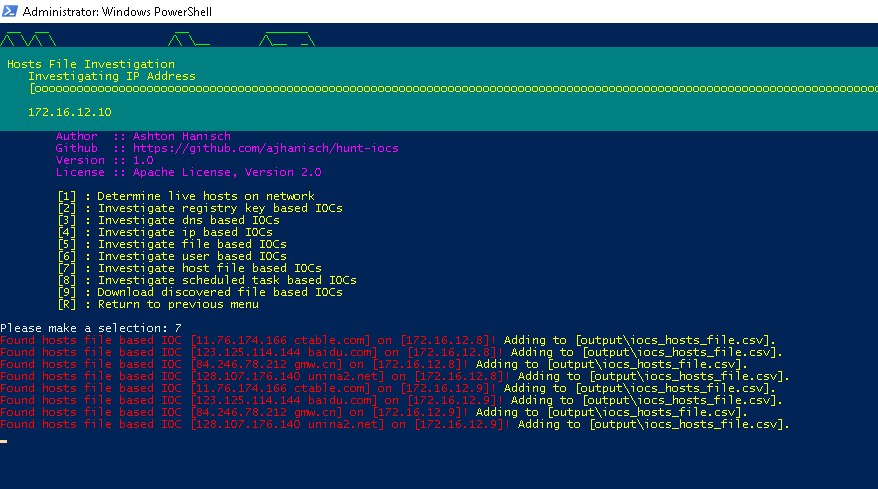 Administrator: Windows PowerShell
Hosts File Investigation
Investigating IP Address
172.16.12.10
Author :: Ashton Hanisch
Github :: https://github.com/ajhanisch/hunt-iocs
Version :: 1.0
License :: Apache License, Version 2.0
[1] : Determine live hosts on network
[2] : Investigate registry key based IOCs
[3] : Investigate dns based IOCs
[4] : Investigate ip based IOCs
[5] : Investigate file based IOCs
[6] : Investigate user based IOCs
[7] : Investigate host file based IOCs
[8] : Investigate scheduled task based IOCs
[9] : Download discovered file based IOCs
[R] : Return to previous menu
Please make a selection: 7
Found hosts file based IOC [11.76.174.166 ctable.com] on [172.16.12.8]! Adding to [output\iocs_hosts_file.csv].
Found hosts file based IOC [123.125.114.144 baidu.com] on [172.16.12.8]! Adding to [output\iocs_hosts_file.csv].
Found hosts file based IOC [84.246.78.212 gmw.cn] on [172.16.12.8]! Adding to [output\iocs_hosts_file.csv].
Found hosts file based IOC [128.107.176.140 unina2.net] on [172.16.12.8]! Adding to [output\iocs_hosts_file.csv].
Found hosts file based IOC [11.76.174.166 ctable.com] on [172.16.12.9]! Adding to [output\iocs_hosts_file.csv].
Found hosts file based IOC [123.125.114.144 baidu.com] on [172.16.12.9]! Adding to [output\iocs_hosts_file.csv].
Found hosts file based IOC [84.246.78.212 gmw.cn] on [172.16.12.9]! Adding to [output\iocs_hosts_file.csv].
Found hosts file based IOC [128.107.176.140 unina2.net] on [172.16.12.9]! Adding to [output\iocs_hosts_file.csv].